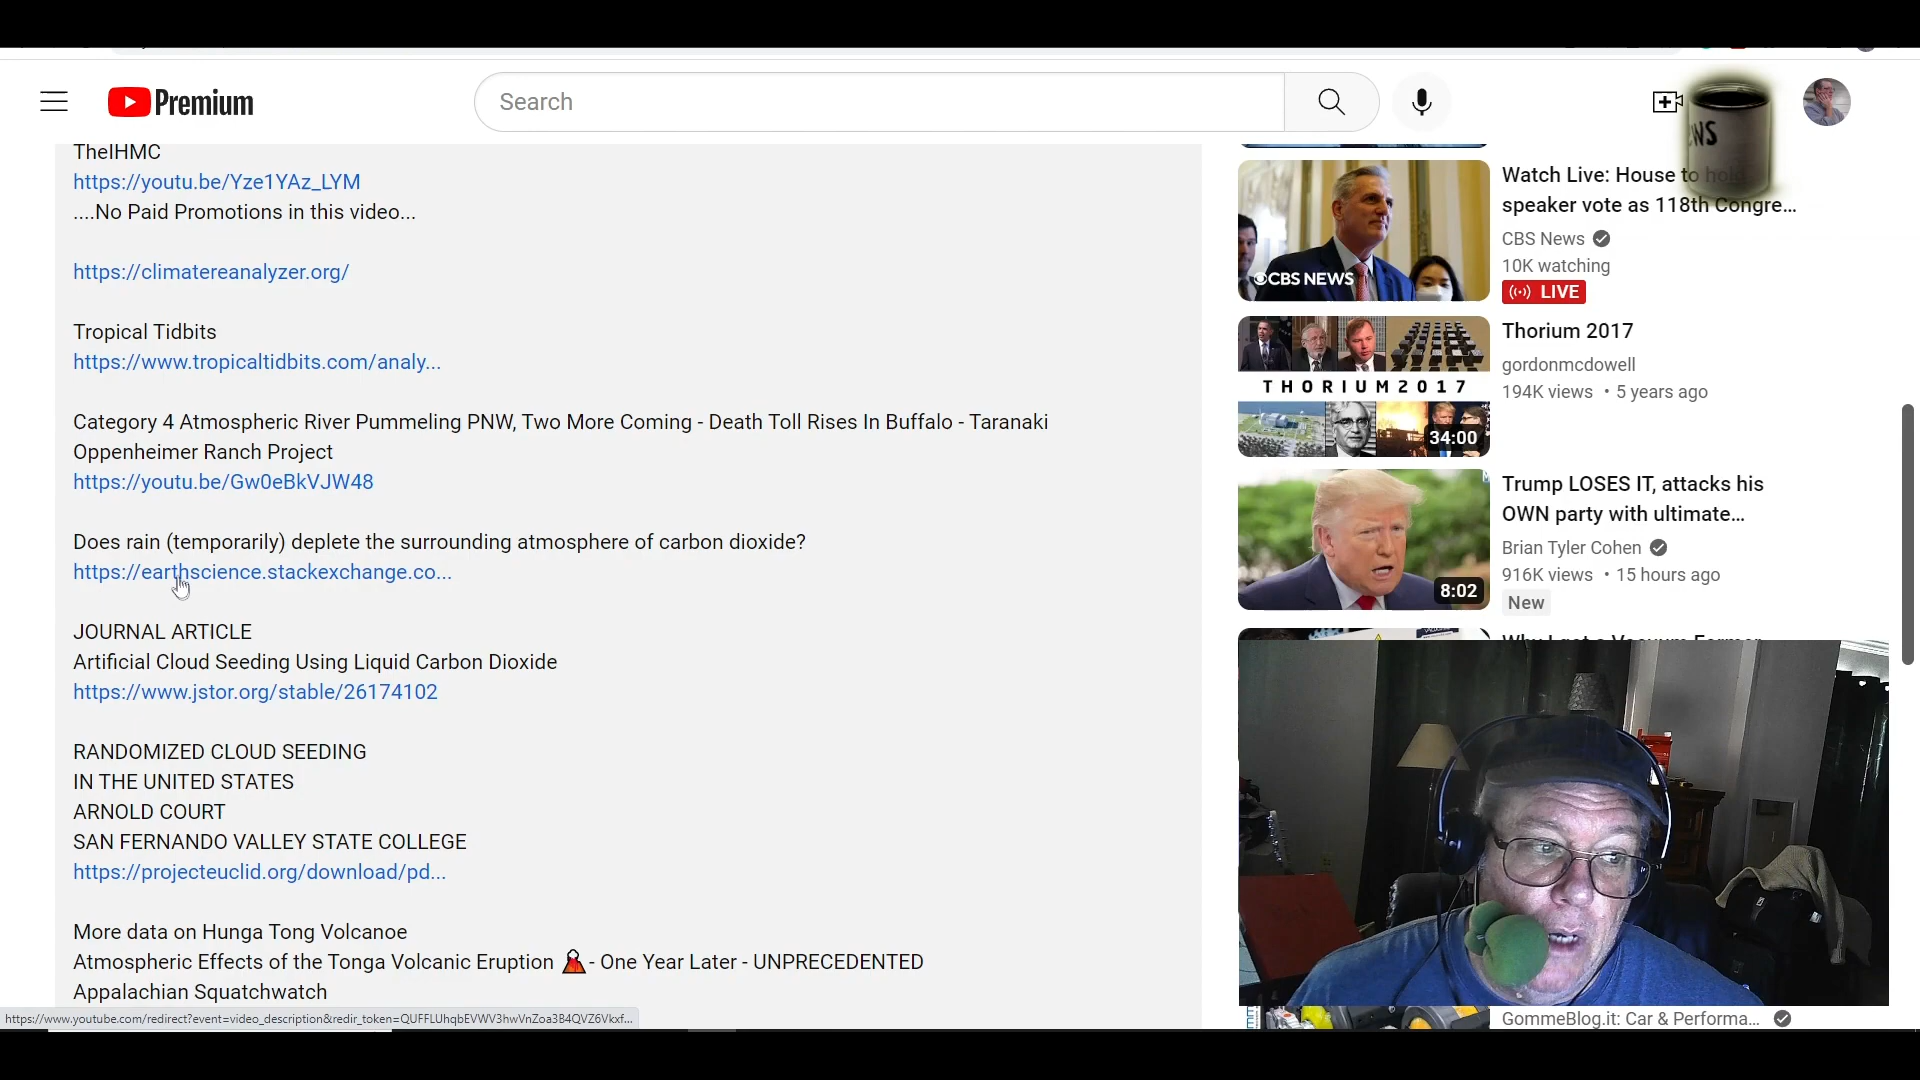 Premium
Search
TheIHMC
https://youtu.be/Yze1YAz_LYM
....No Paid Promotions in this video...
https://climatereanalyzer.org/
Tropical Tidbits
https://www.tropicaltidbits.com/analy...
Category 4 Atmospheric River Pummeling PNW, Two More Coming - Death Toll Rises In Buffalo - Taranaki
Oppenheimer Ranch Project
https://youtu.be/Gw0eBkVJW48
Does rain (temporarily) deplete the surrounding atmosphere of carbon dioxide?
https://earthscience.stackexchange.co...
JOURNAL ARTICLE
Artificial Cloud Seeding Using Liquid Carbon Dioxide
https://www.jstor.org/stable/26174102
RANDOMIZED CLOUD SEEDING
IN THE UNITED STATES
ARNOLD COURT
SAN FERNANDO VALLEY STATE COLLEGE
https://projecteuclid.org/download/pd...
More data on Hunga Tong Volcanoe
Atmospheric Effects of the Tonga Volcanic Eruption 🌋 - One Year Later - UNPRECEDENTED
Appalachian Squatchwatch
Watch Live: House to hold
speaker vote as 118th Congre...
CBS News
10K watching
LIVE
CBS NEWS
Thorium 2017
gordonmcdowell
194K views • 5 years ago
THORIUM2017
34:00
Trump LOSES IT, attacks his
OWN party with ultimate...
Brian Tyler Cohen
916K views • 15 hours ago
New
8:02
GommeBlog.it: Car & Performa...